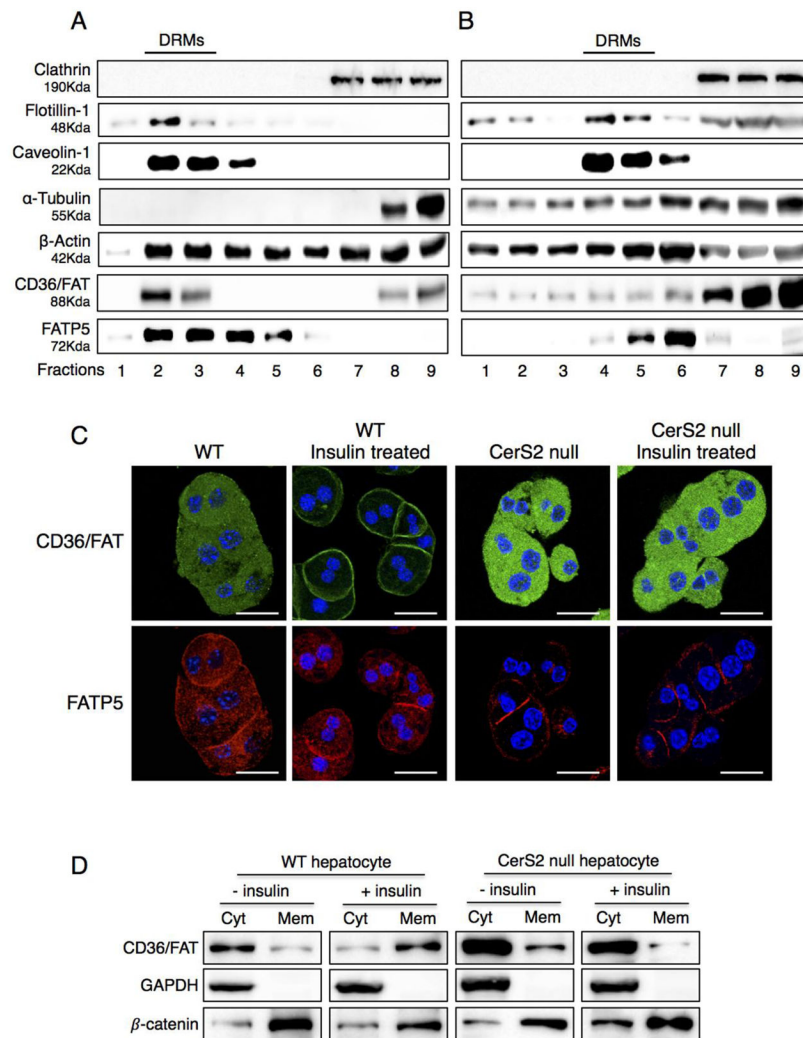 A
B
DRMs
DRMs
Clathrin
190Kda
Flotillin-1
48Kda
Caveolin-1
22Kda
α-Tubulin
55Kda
β-Actin
42Kda
CD36/FAT
88Kda
FATP5
72Kda
Fractions 1 2 3 4 5 6 7 8 9 1 2 3 4 5 6 7 8 9
C
WT
WT
Insulin treated
CerS2 null
CerS2 null
Insulin treated
CD36/FAT
FATP5
D
WT hepatocyte CerS2 null hepatocyte
- insulin + insulin - insulin + insulin
Cyt Mem Cyt Mem Cyt Mem Cyt Mem
CD36/FAT
GAPDH
β-catenin